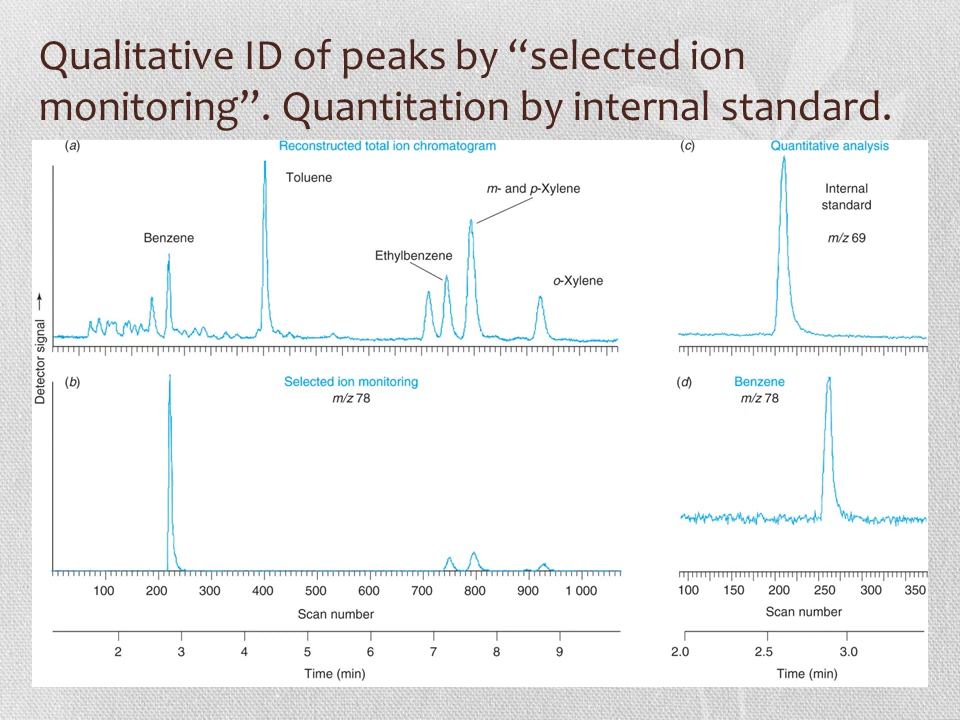 Qualitative ID of peaks by “selected ion
monitoring”. Quantitation by internal standard.
(a)
Reconstructed total ion chromatogram
Toluene
m- and p-Xylene
Benzene
Ethylbenzene
o-Xylene
Detector signal →
(b)
Selected ion monitoring
m/z 78
100 200 300 400 500 600 700 800 900 1 000
Scan number
2 3 4 5 6 7 8 9
Time (min)
(c)
Quantitative analysis
Internal
standard
m/z 69
(d)
Benzene
m/z 78
100 150 200 250 300 350
Scan number
2.0 2.5 3.0
Time (min)